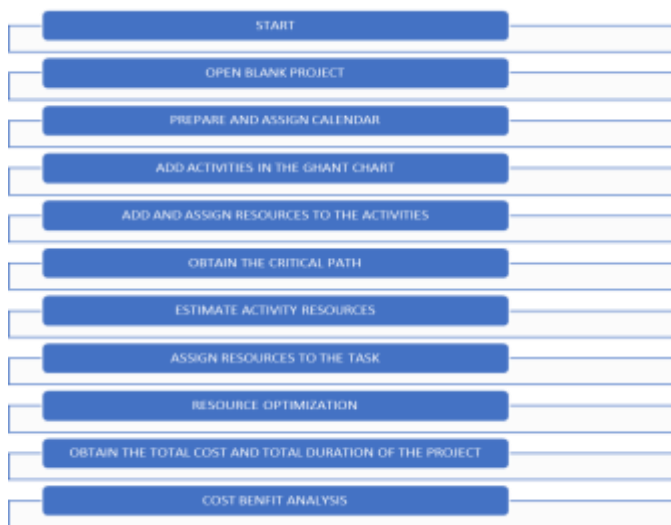 START
OPEN BLANK PROJECT
PREPARE AND ASSIGN CALENDAR
ADD ACTIVITIES IN THE GHANT CHART
ADD AND ASSIGN RESOURCES TO THE ACTIVITIES
OBTAIN THE CRITICAL PATH
ESTIMATE ACTIVITY RESOURCES
ASSIGN RESOURCES TO THE TASK
RESOURCE OPTIMIZATION
OBTAIN THE TOTAL COST AND TOTAL DURATION OF THE PROJECT
COST BENFIT ANALYSIS